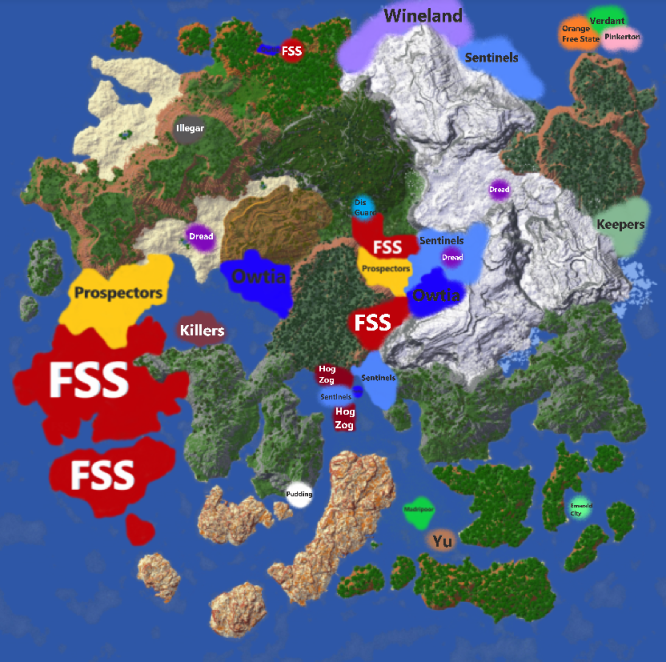 Wineland
Verdant
Orange
Free State
Pinkerton
FSS
Sentinels
Illegar
Dread
Dis
Guard
Keepers
Dread
FSS
Sentinels
Dread
Prospectors
Owtia
Prospectors
Owtia
FSS
Killers
FSS
Hog
Zog
Sentinels
Sentinels
Hog
Zog
FSS
Pudding
Madripoor
Emerald
City
Yu